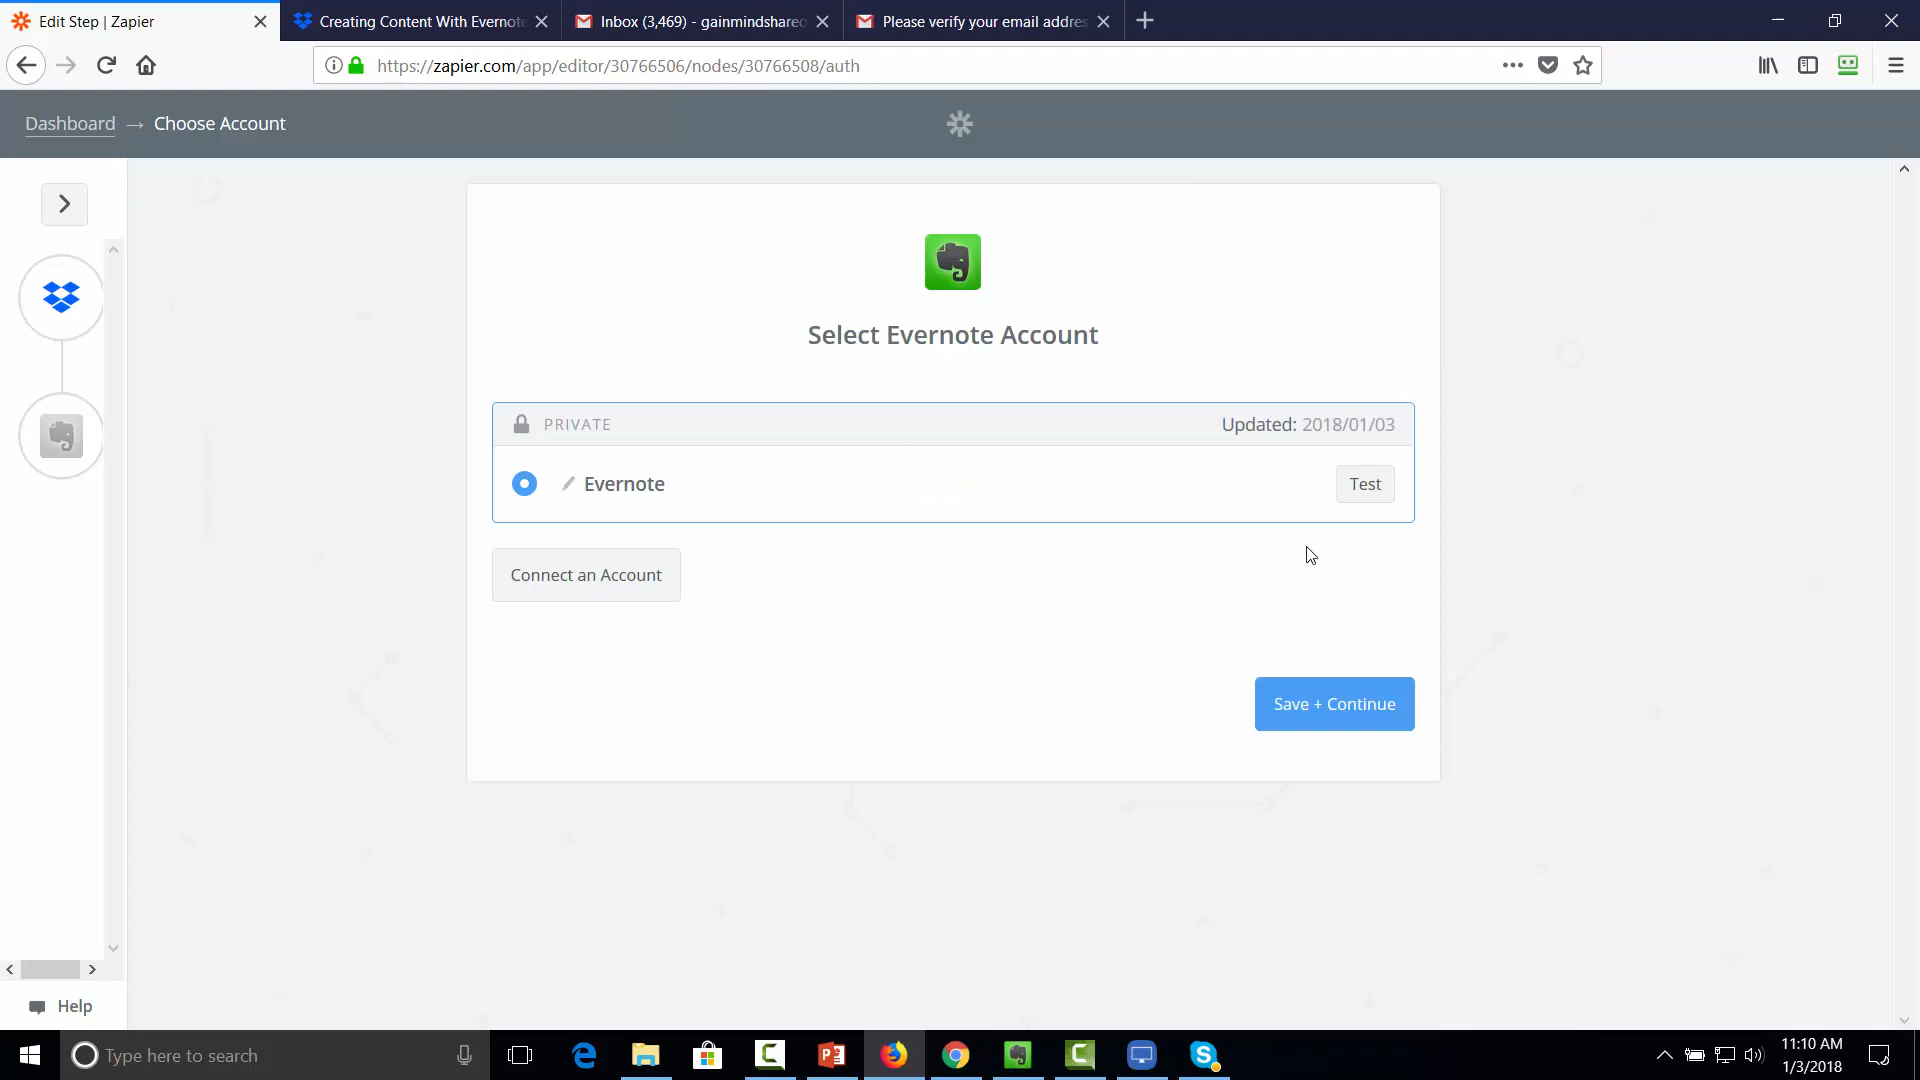 Edit Step | Zapier
Creating Content With Evernote
Inbox (3,469) - gainmindshareo
Please verify your email addres
https://zapier.com/app/editor/30766506/nodes/30766508/auth
Dashboard → Choose Account
Select Evernote Account
PRIVATE
Updated: 2018/01/03
Evernote
Test
Connect an Account
Save + Continue
Help
Type here to search
11:10 AM
1/3/2018